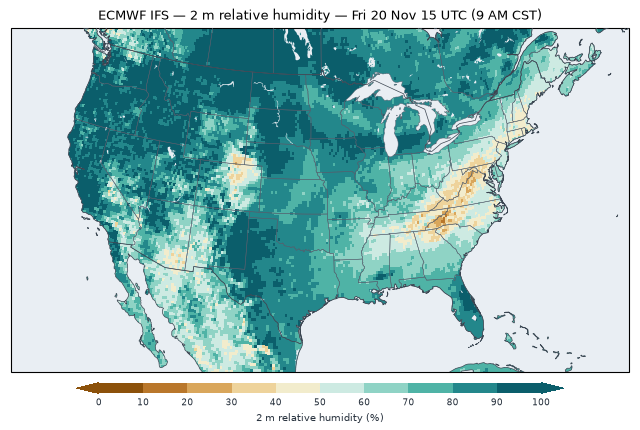 ECMWF IFS — 2 m relative humidity — Fri 20 Nov 15 UTC (9 AM CST)
0 10 20 30 40 50 60 70 80 90 100
2 m relative humidity (%)